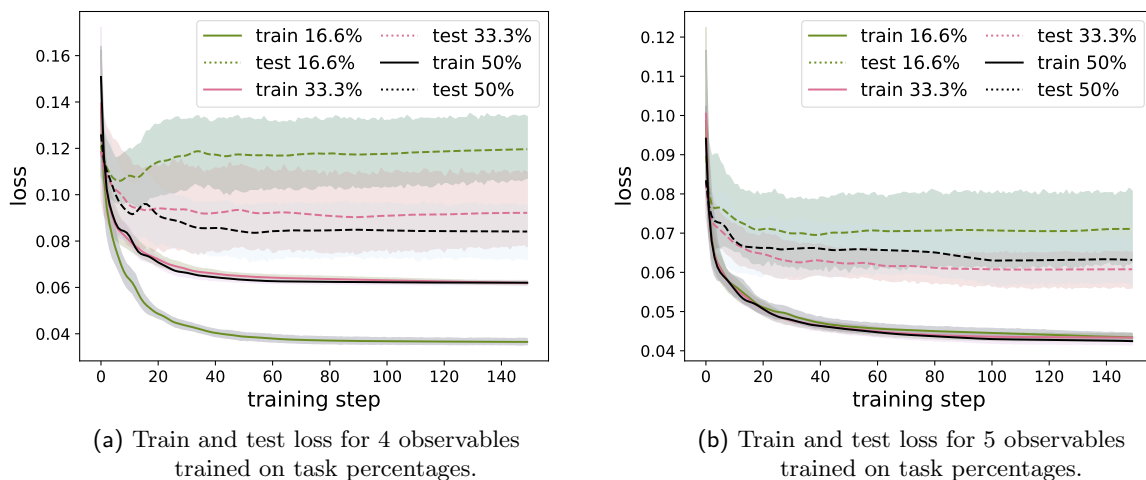 train 16.6%
test 16.6%
train 33.3%
test 33.3%
train 50%
test 50%
0.16
0.14
0.12
0.10
0.08
0.06
0.04
loss
0 20 40 60 80 100 120 140
training step
(a) Train and test loss for 4 observables
trained on task percentages.
train 16.6%
test 16.6%
train 33.3%
test 33.3%
train 50%
test 50%
0.12
0.11
0.10
0.09
0.08
0.07
0.06
0.05
0.04
loss
0 20 40 60 80 100 120 140
training step
(b) Train and test loss for 5 observables
trained on task percentages.